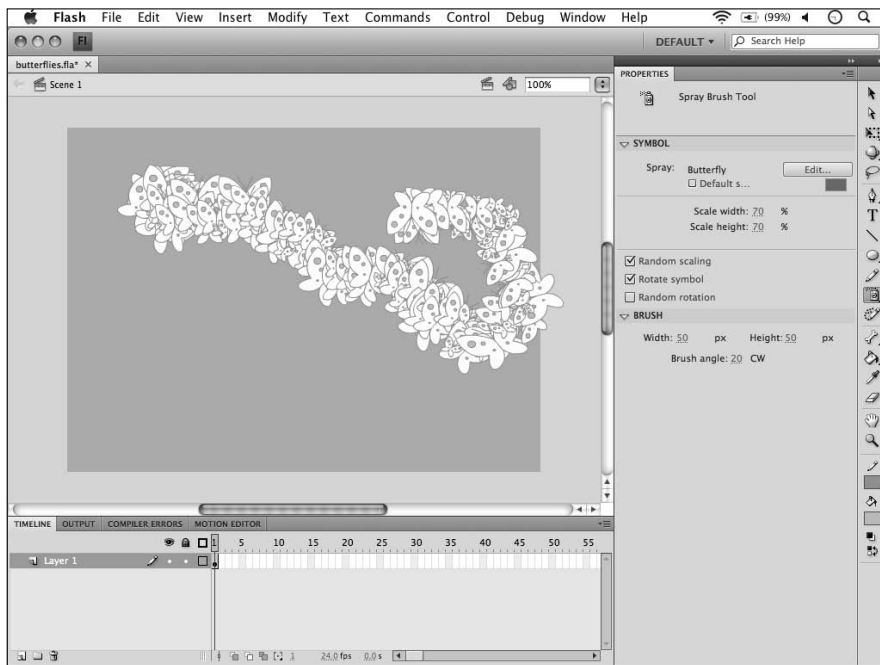 Flash File Edit View Insert Modify Text Commands Control Debug Window Help (99%)
Fl DEFAULT Search Help
butterflies.fla* ×
Scene 1 100%
PROPERTIES
Spray Brush Tool
SYMBOL
Spray: Butterfly Edit...
Default s...
Scale width: 70 %
Scale height: 70 %
Random scaling
Rotate symbol
Random rotation
BRUSH
Width: 50 px Height: 50 px
Brush angle: 20 CW
T
TIMELINE OUTPUT COMPILER ERRORS MOTION EDITOR
1 5 10 15 20 25 30 35 40 45 50 55
Layer 1
1 24.0 fps 0.0 s